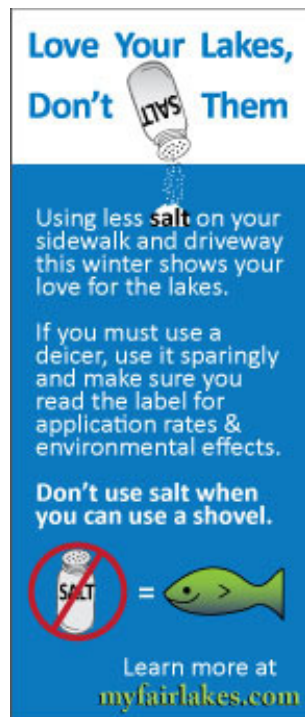 Love Your Lakes,
Don't SALT Them
Using less salt on your
sidewalk and driveway
this winter shows your
love for the lakes.
If you must use a
deicer, use it sparingly
and make sure you
read the label for
application rates &
environmental effects.
Don't use salt when
you can use a shovel.
SALT =
Learn more at
myfairlakes.com